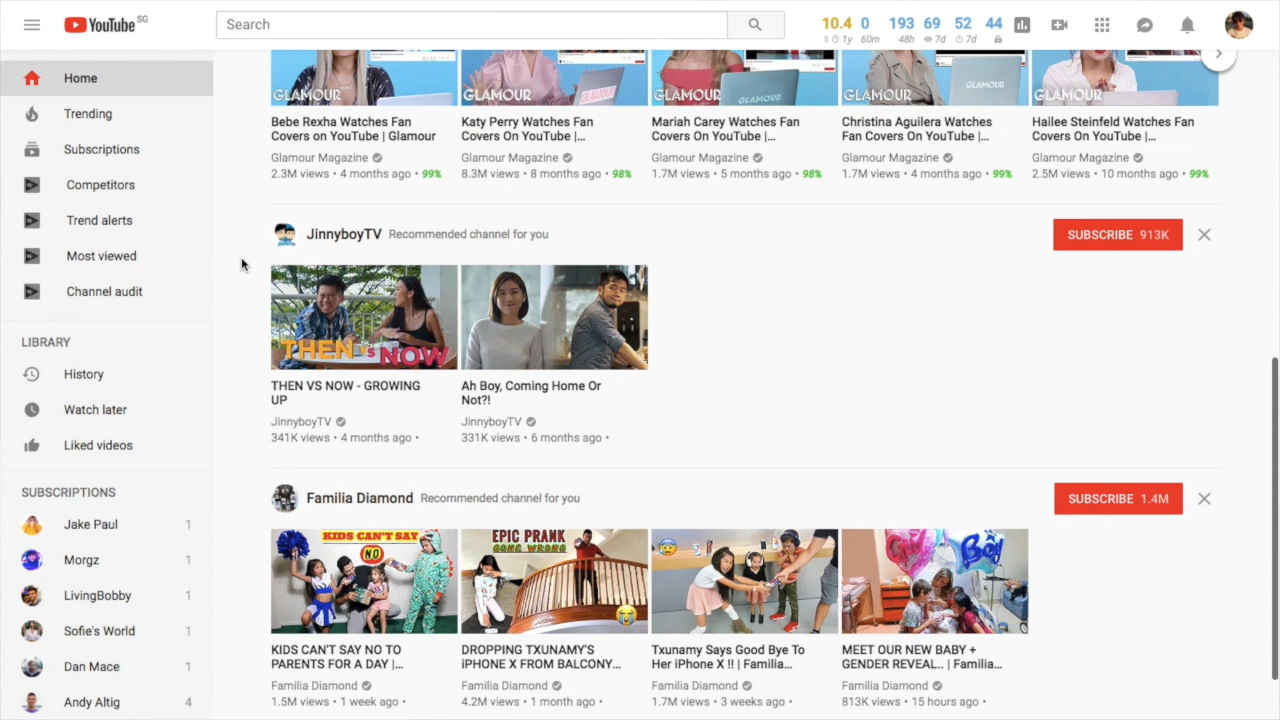 YouTube SG
Search
10.4 0 193 69 52 44
$ 1y 60m 48h 7d 7d
Home
Trending
Subscriptions
Competitors
Trend alerts
Most viewed
Channel audit
LIBRARY
History
Watch later
Liked videos
SUBSCRIPTIONS
Jake Paul 1
Morgz 1
LivingBobby 1
Sofie's World 1
Dan Mace 1
Andy Altig 4
GLAMOUR GLAMOUR GLAMOUR GLAMOUR GLAMOUR
Bebe Rexha Watches Fan
Covers on YouTube | Glamour
Glamour Magazine
2.3M views • 4 months ago • 99%
Katy Perry Watches Fan
Covers On YouTube |...
Glamour Magazine
8.3M views • 8 months ago • 98%
Mariah Carey Watches Fan
Covers On YouTube |...
Glamour Magazine
1.7M views • 5 months ago • 98%
Christina Aguilera Watches
Fan Covers On YouTube |...
Glamour Magazine
1.7M views • 4 months ago • 99%
Hailee Steinfeld Watches Fan
Covers On YouTube |...
Glamour Magazine
2.5M views • 10 months ago • 99%
JinnyboyTV Recommended channel for you
SUBSCRIBE 913K
THEN VS NOW
THEN VS NOW - GROWING
UP
JinnyboyTV
341K views • 4 months ago •
Ah Boy, Coming Home Or
Not?!
JinnyboyTV
331K views • 6 months ago •
Familia Diamond Recommended channel for you
SUBSCRIBE 1.4M
KIDS CAN'T SAY
NO
KIDS CAN'T SAY NO TO
PARENTS FOR A DAY |...
Familia Diamond
1.5M views • 1 week ago •
EPIC PRANK
GONE WRONG
DROPPING TXUNAMY'S
iPHONE X FROM BALCONY...
Familia Diamond
4.2M views • 1 month ago •
Txunamy Says Good Bye To
Her iPhone X !! | Familia...
Familia Diamond
1.7M views • 3 weeks ago •
MEET OUR NEW BABY +
GENDER REVEAL.. | Familia...
Familia Diamond
813K views • 15 hours ago •